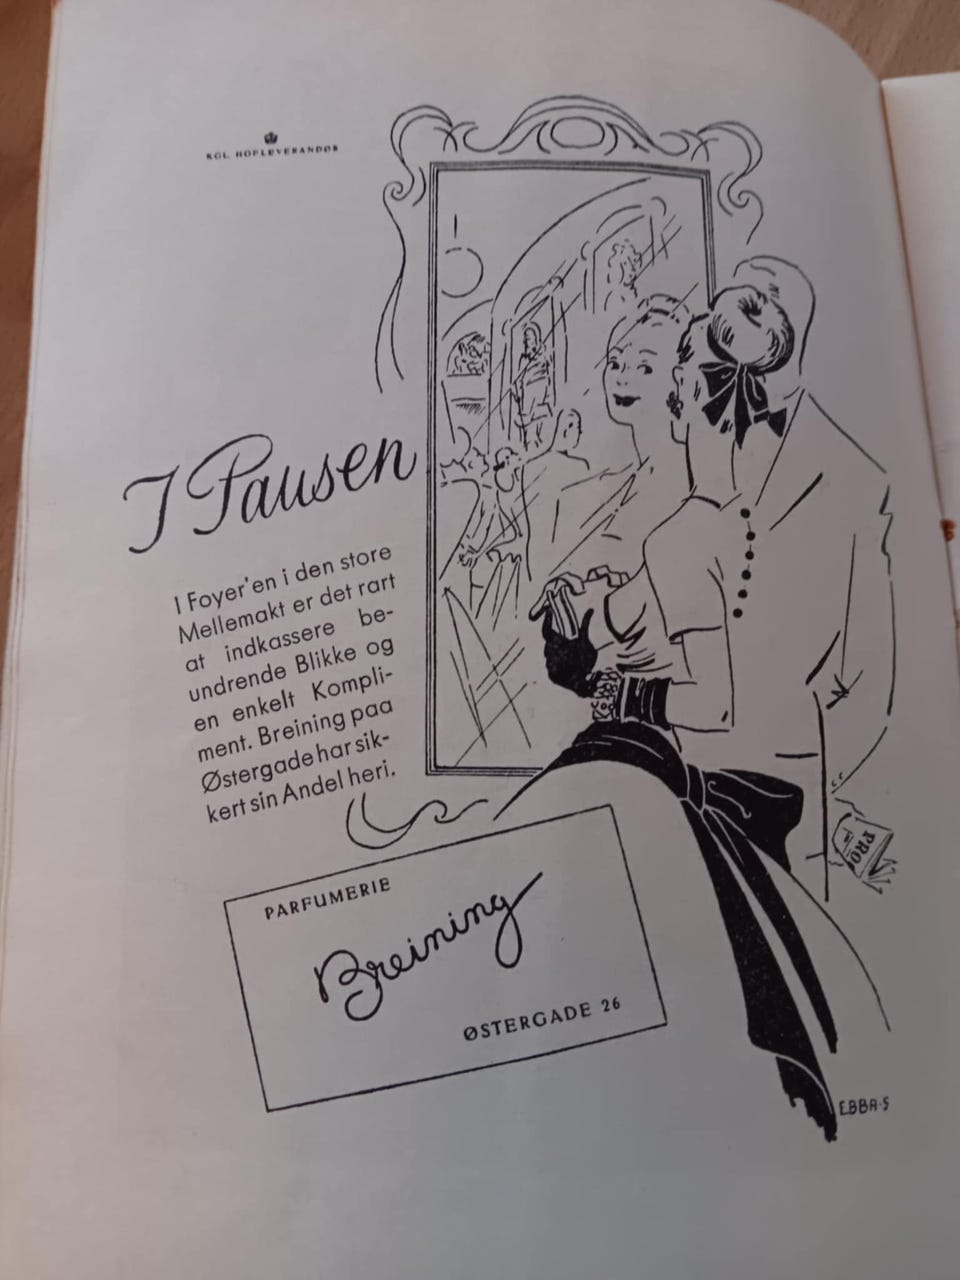 KGL. HOFLEVERANDØR
I Pausen
I Foyer'en i den store
Mellemakt er det rart
at indkassere be-
undrende Blikke og
en enkelt Kompli-
ment. Breining paa
Østergade har sik-
kert sin Andel heri.
PARFUMERIE
Breining
ØSTERGADE 26
PRO
EBBA·S